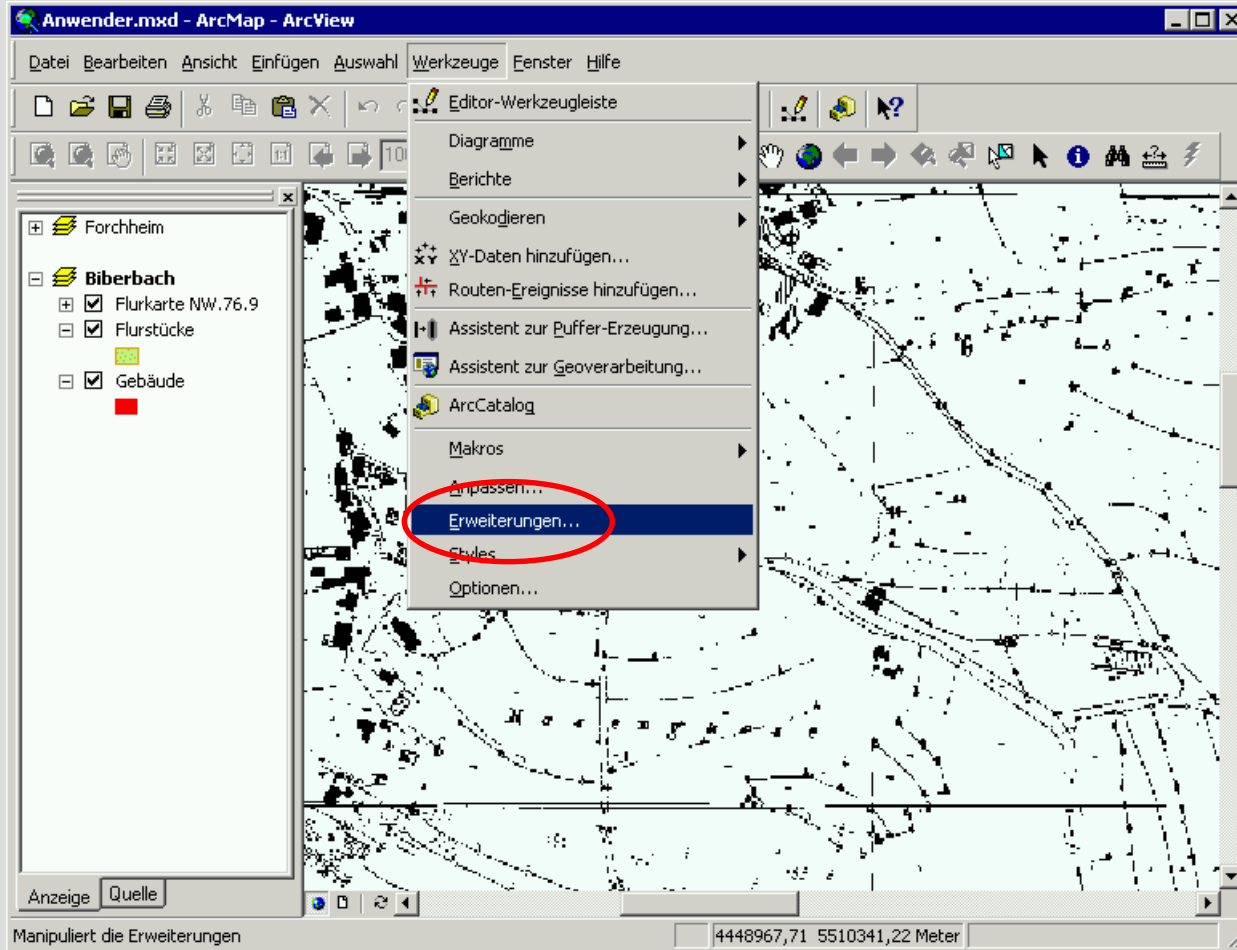 Anwender.mxd - ArcMap - ArcView
Datei Bearbeiten Ansicht Einfügen Auswahl Werkzeuge Fenster Hilfe
Editor-Werkzeugleiste
Diagramme
Berichte
Geokodieren
XY-Daten hinzufügen...
Routen-Ereignisse hinzufügen...
Assistent zur Puffer-Erzeugung...
Assistent zur Geoverarbeitung...
ArcCatalog
Makros
Anpassen...
Erweiterungen...
Styles
Optionen...
Forchheim
Biberbach
Flurkarte NW.76.9
Flurstücke
Gebäude
Anzeige Quelle
Manipuliert die Erweiterungen
4448967,71 5510341,22 Meter